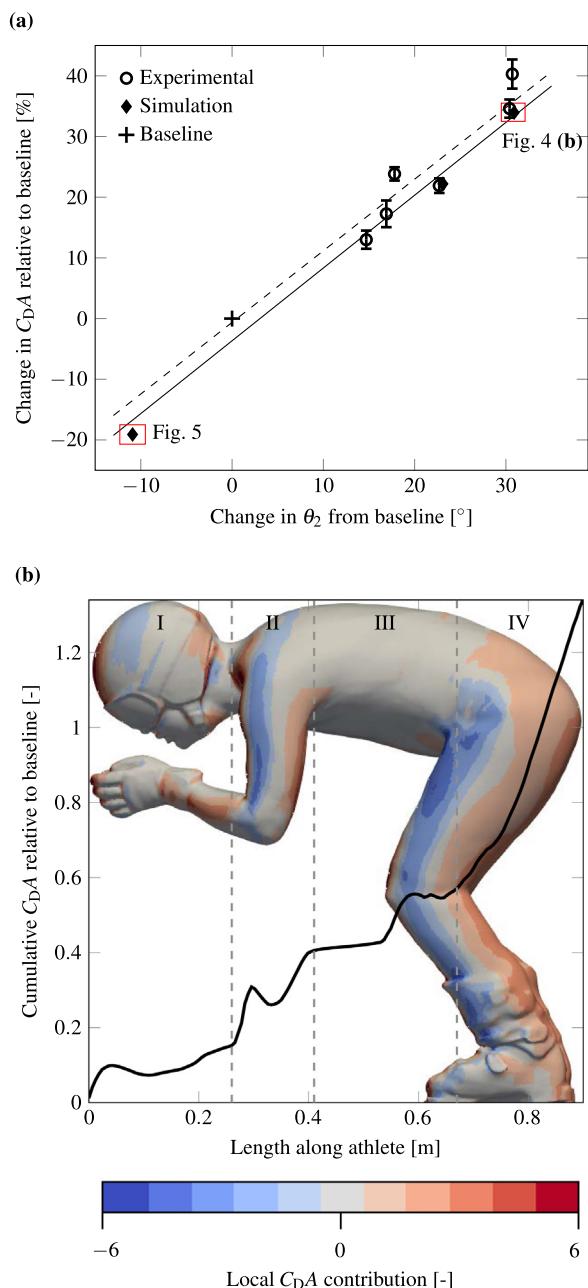 (a)
40
30
20
10
0
−10
−20
Change in C_DA relative to baseline [%]
Experimental
Simulation
Baseline
Fig. 4 (b)
Fig. 5
−10 0 10 20 30
Change in θ₂ from baseline [°]
(b)
I II III IV
1.2
1
0.8
0.6
0.4
0.2
0
Cumulative C_DA relative to baseline [-]
0 0.2 0.4 0.6 0.8
Length along athlete [m]
−6 0 6
Local C_DA contribution [-]